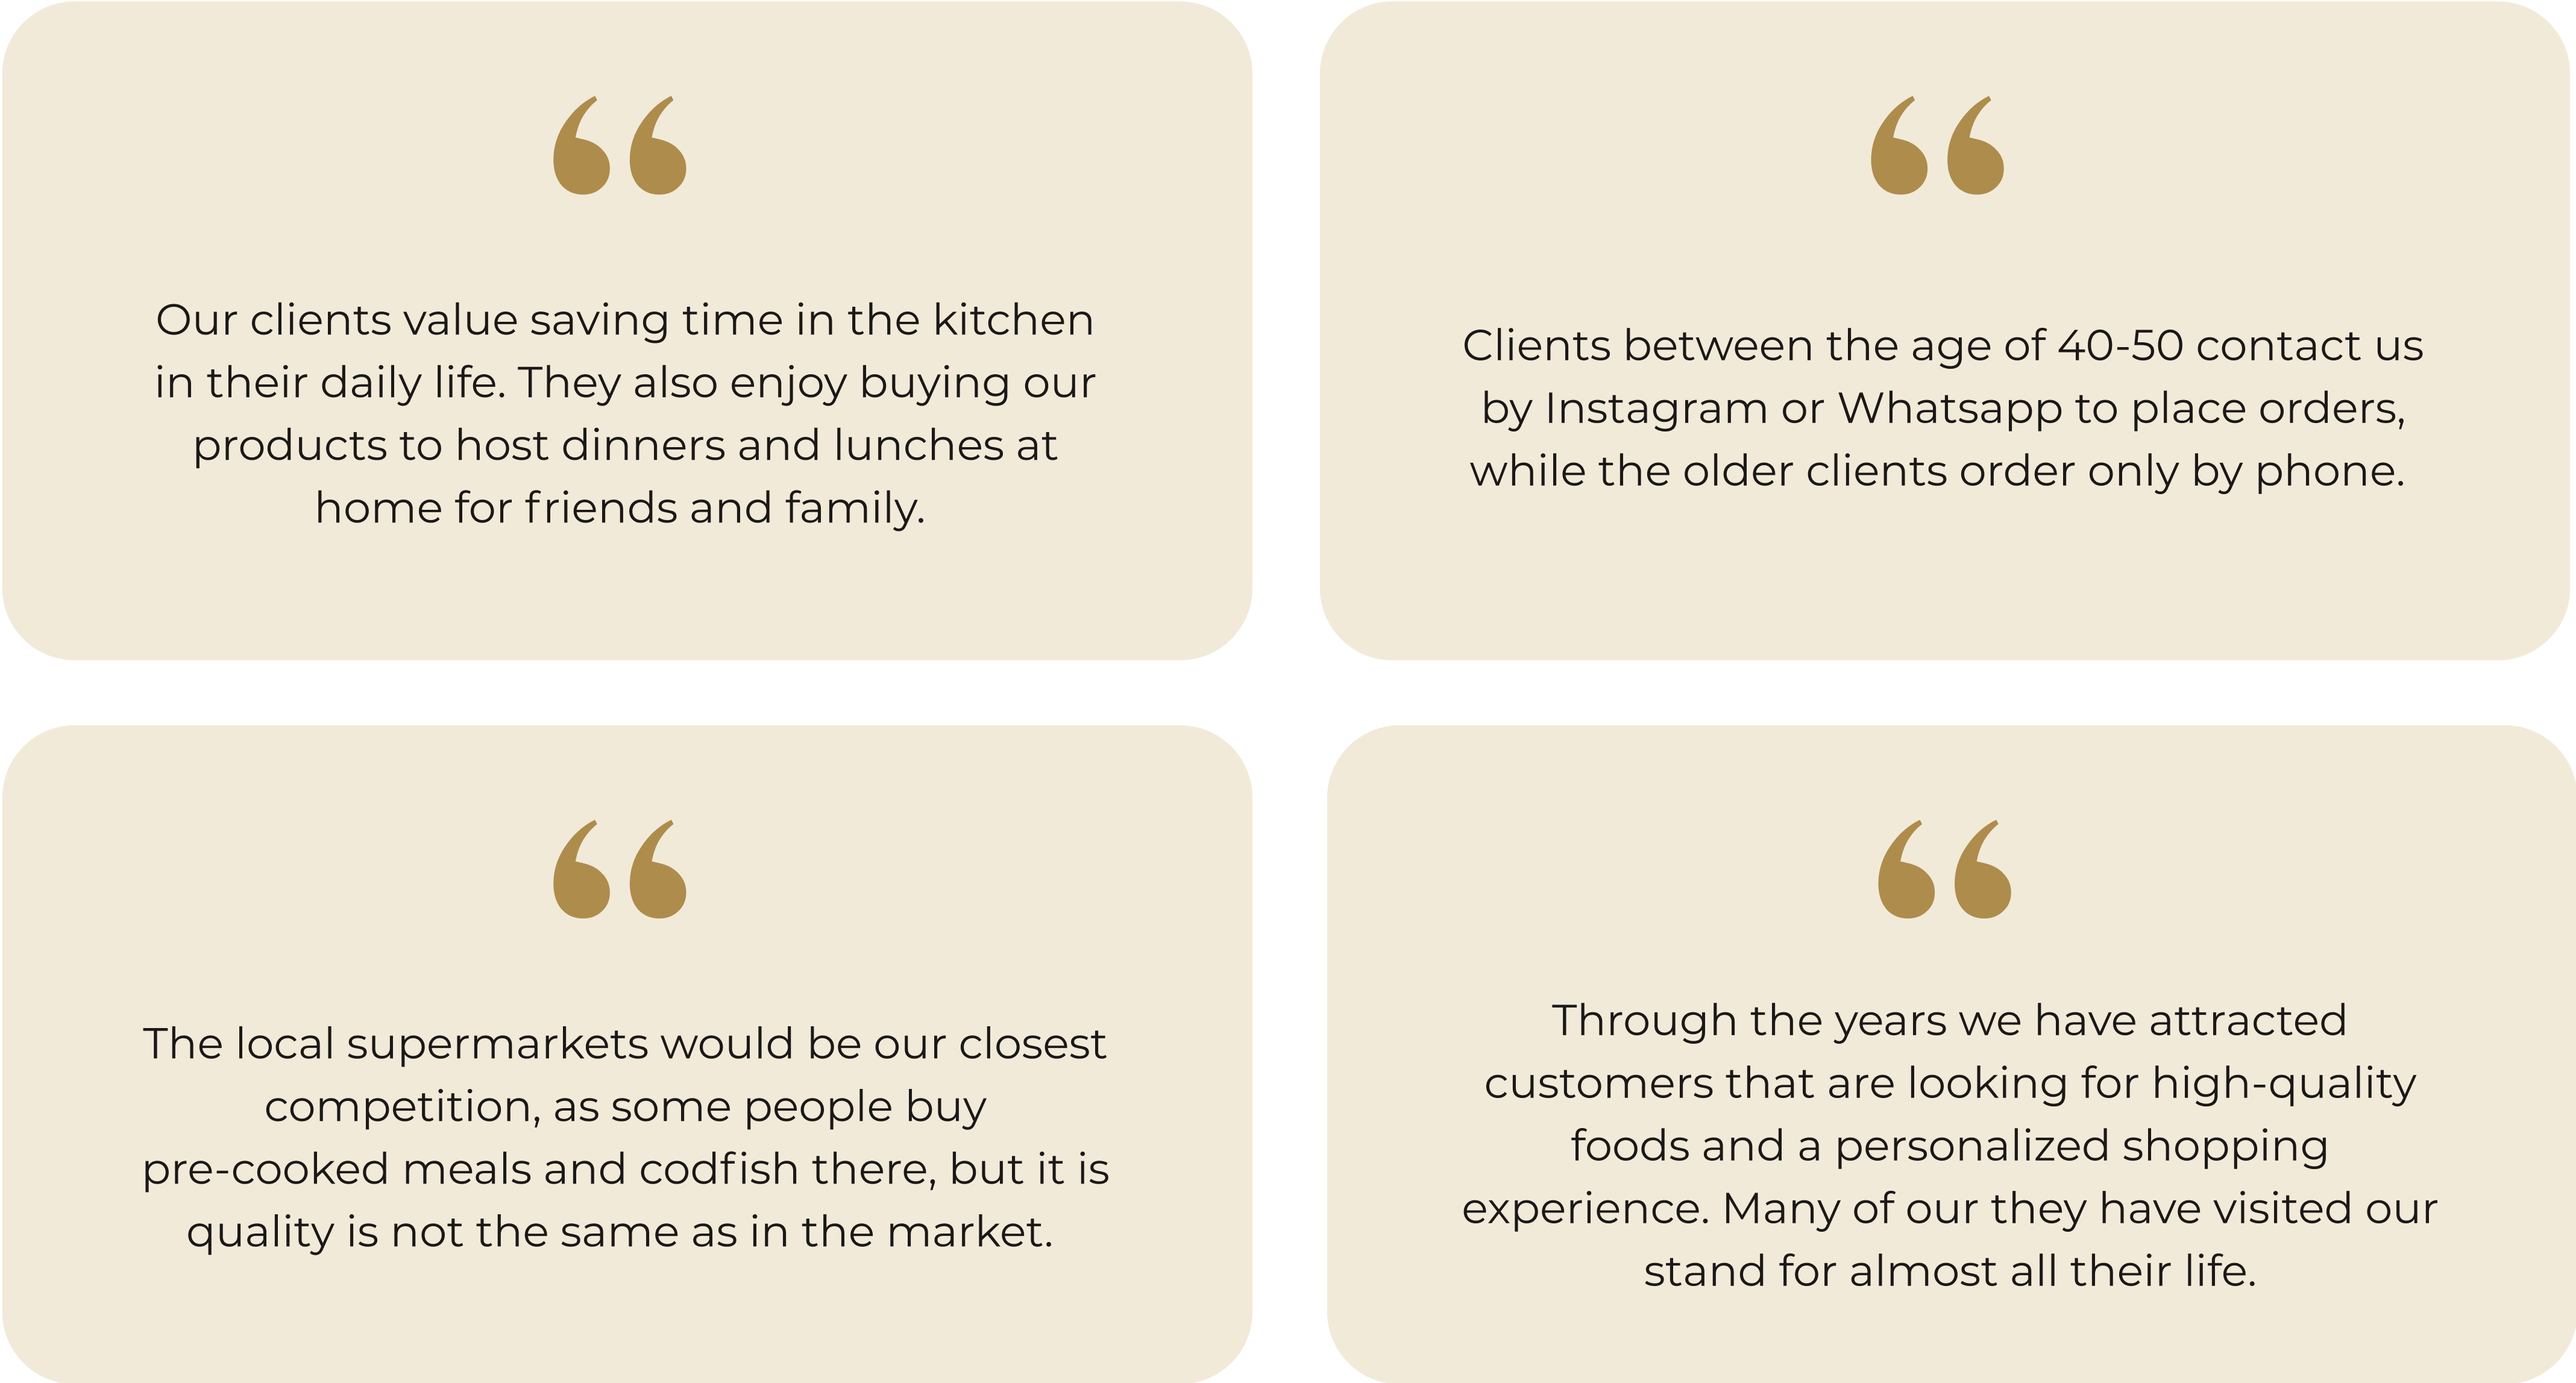 “
Our clients value saving time in the kitchen
in their daily life. They also enjoy buying our
products to host dinners and lunches at
home for friends and family.
“
Clients between the age of 40-50 contact us
by Instagram or Whatsapp to place orders,
while the older clients order only by phone.
“
The local supermarkets would be our closest
competition, as some people buy
pre-cooked meals and codfish there, but it is
quality is not the same as in the market.
“
Through the years we have attracted
customers that are looking for high-quality
foods and a personalized shopping
experience. Many of our they have visited our
stand for almost all their life.